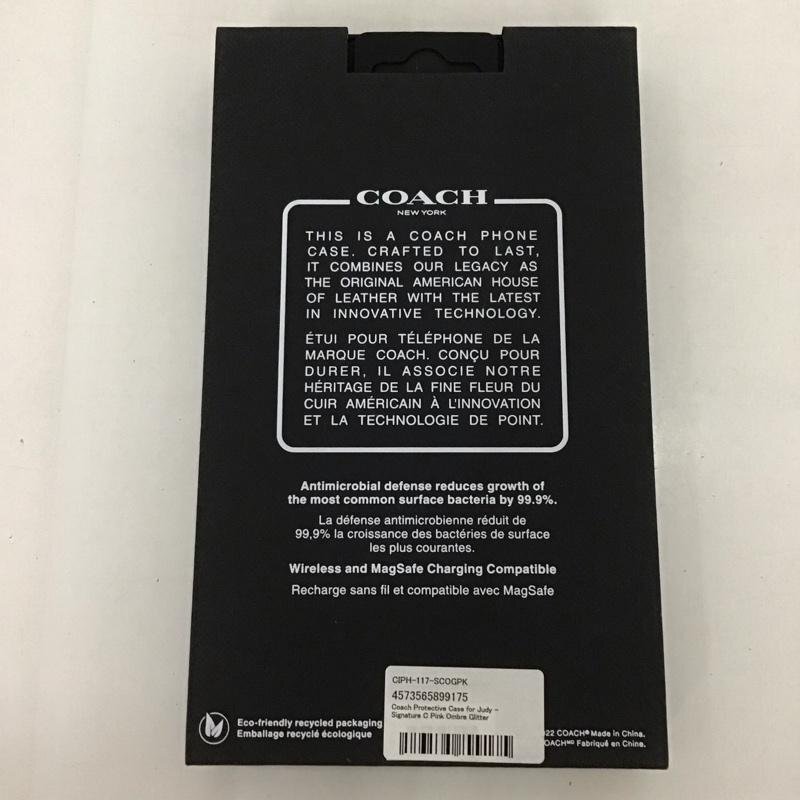 COACH
NEW YORK
THIS IS A COACH PHONE
CASE. CRAFTED TO LAST,
IT COMBINES OUR LEGACY AS
THE ORIGINAL AMERICAN HOUSE
OF LEATHER WITH THE LATEST
IN INNOVATIVE TECHNOLOGY.
ÉTUI POUR TÉLÉPHONE DE LA
MARQUE COACH. CONÇU POUR
DURER, IL ASSOCIE NOTRE
HÉRITAGE DE LA FINE FLEUR DU
CUIR AMÉRICAIN À L'INNOVATION
ET LA TECHNOLOGIE DE POINT.
Antimicrobial defense reduces growth of
the most common surface bacteria by 99.9%.
La défense antimicrobienne réduit de
99,9% la croissance des bactéries de surface
les plus courantes.
Wireless and MagSafe Charging Compatible
Recharge sans fil et compatible avec MagSafe
CIPH-117-SCOGPK
4573565899175
Coach Protective Case for Judy -
Signature C Pink Ombre Glitter
Eco-friendly recycled packaging
Emballage recyclé écologique
22 COACH® Made in China.
OACHᴹᴰ Fabriqué en Chine.